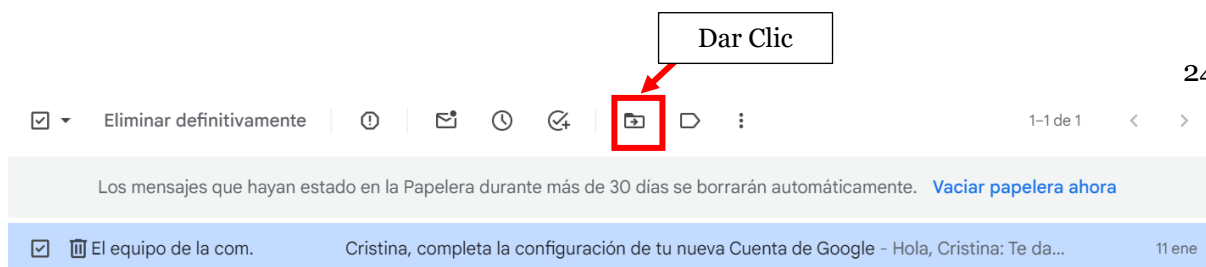 Dar Clic
24
Eliminar definitivamente
1–1 de 1
Los mensajes que hayan estado en la Papelera durante más de 30 días se borrarán automáticamente. Vaciar papelera ahora
El equipo de la com. Cristina, completa la configuración de tu nueva Cuenta de Google - Hola, Cristina: Te da... 11 ene